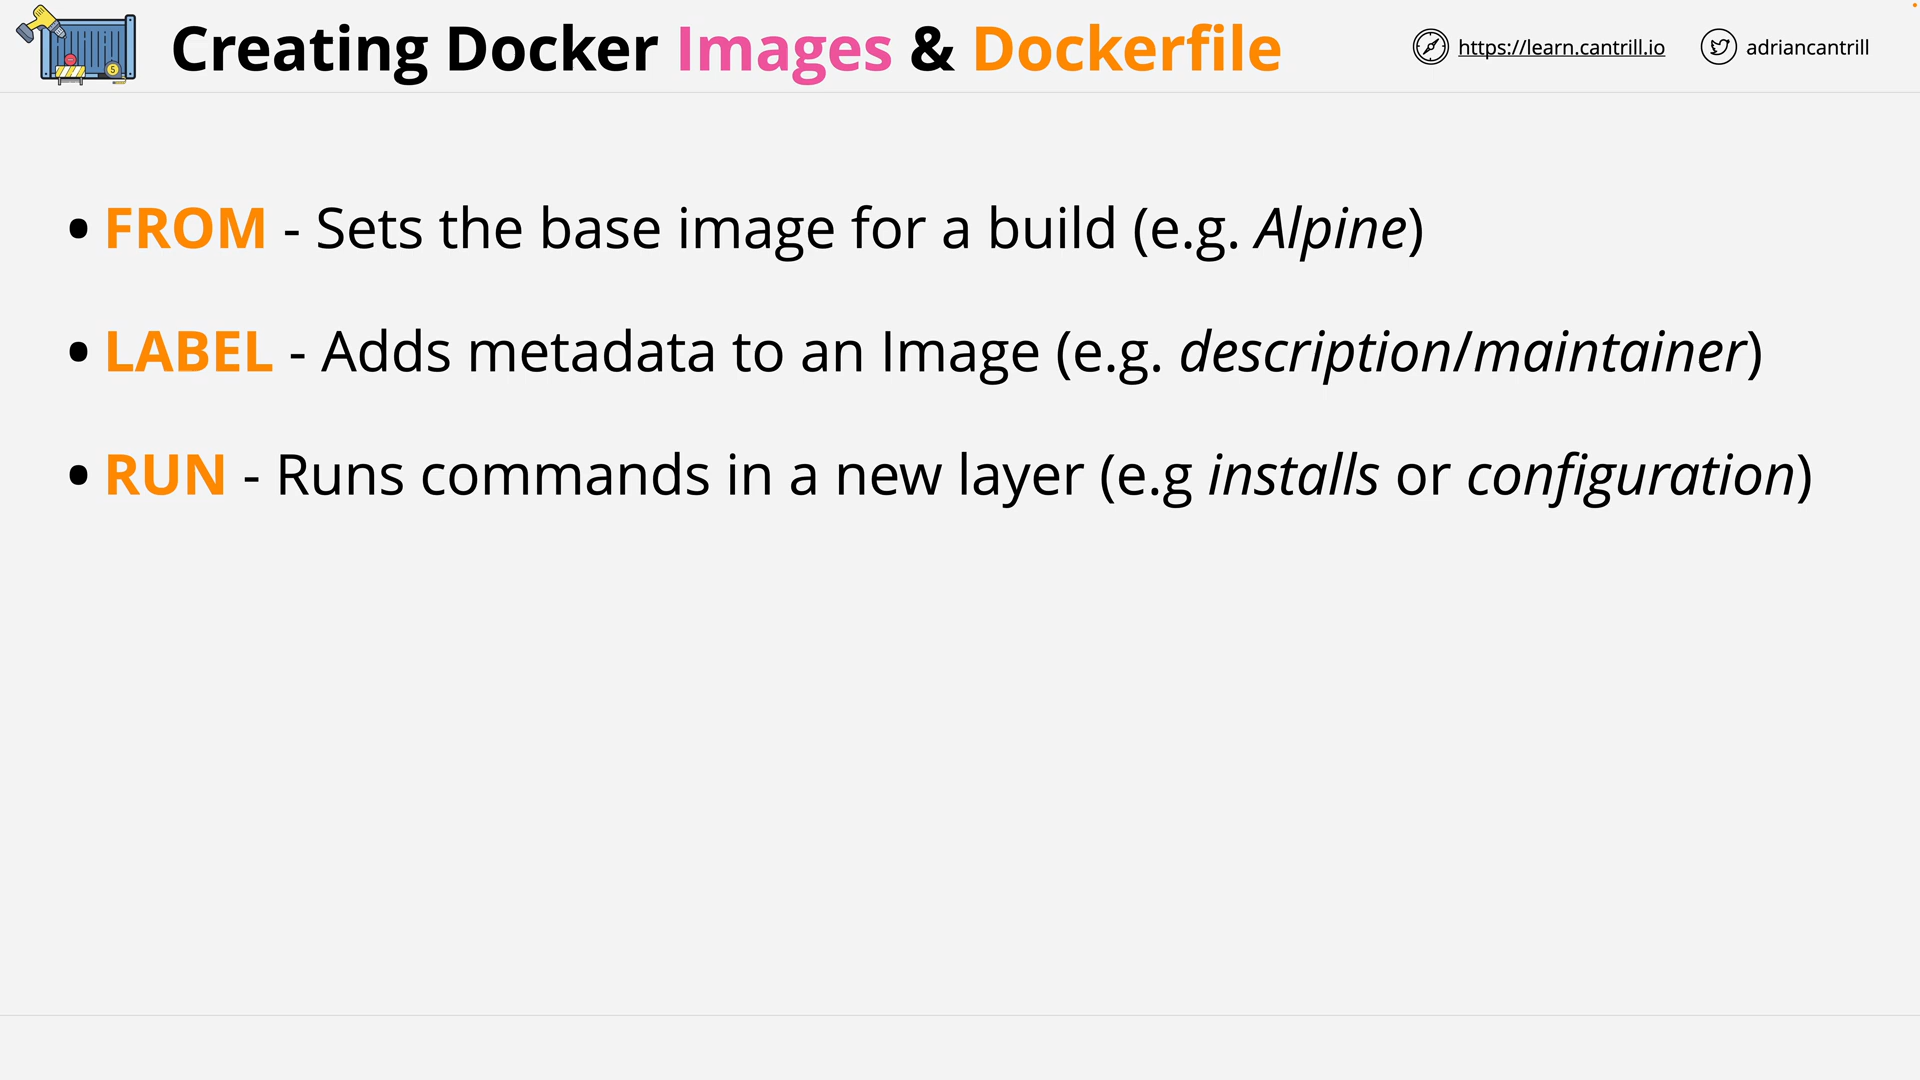 Creating Docker Images & Dockerfile
https://learn.cantrill.io
adriancantrill
• FROM - Sets the base image for a build (e.g. Alpine)
• LABEL - Adds metadata to an Image (e.g. description/maintainer)
• RUN - Runs commands in a new layer (e.g installs or configuration)